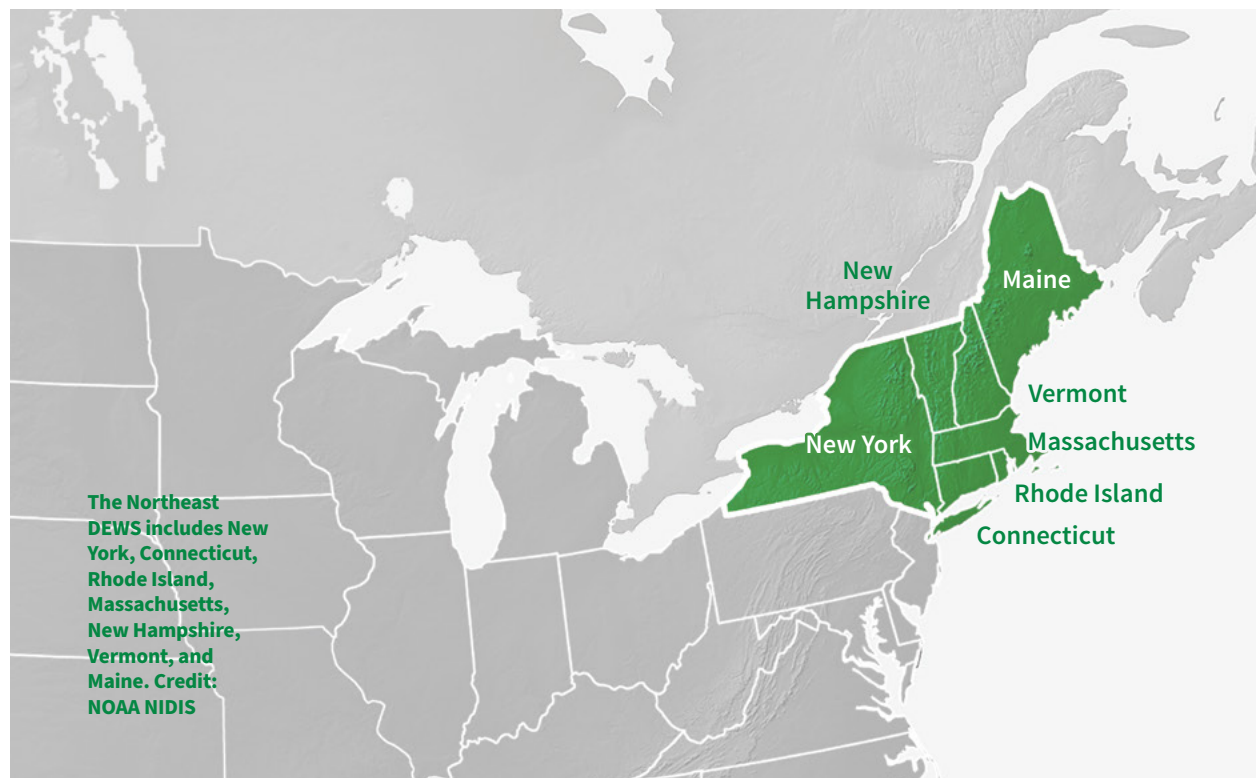 New
Hampshire
Maine
Vermont
New York
Massachusetts
Rhode Island
Connecticut
The Northeast
DEWS includes New
York, Connecticut,
Rhode Island,
Massachusetts,
New Hampshire,
Vermont, and
Maine. Credit:
NOAA NIDIS